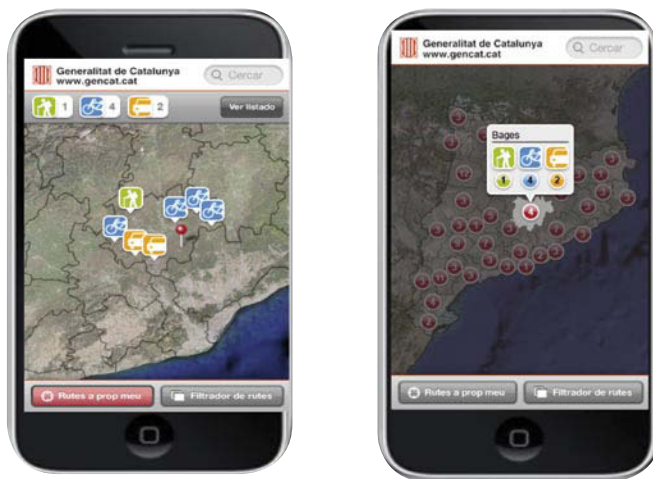 Generalitat de Catalunya
www.gencat.cat
Cercar
1
4
2
Ver listado
Rutes a prop meu
Filtrador de rutes
Generalitat de Catalunya
www.gencat.cat
Cercar
Bages
1 4 2
4
Rutes a prop meu
Filtrador de rutes